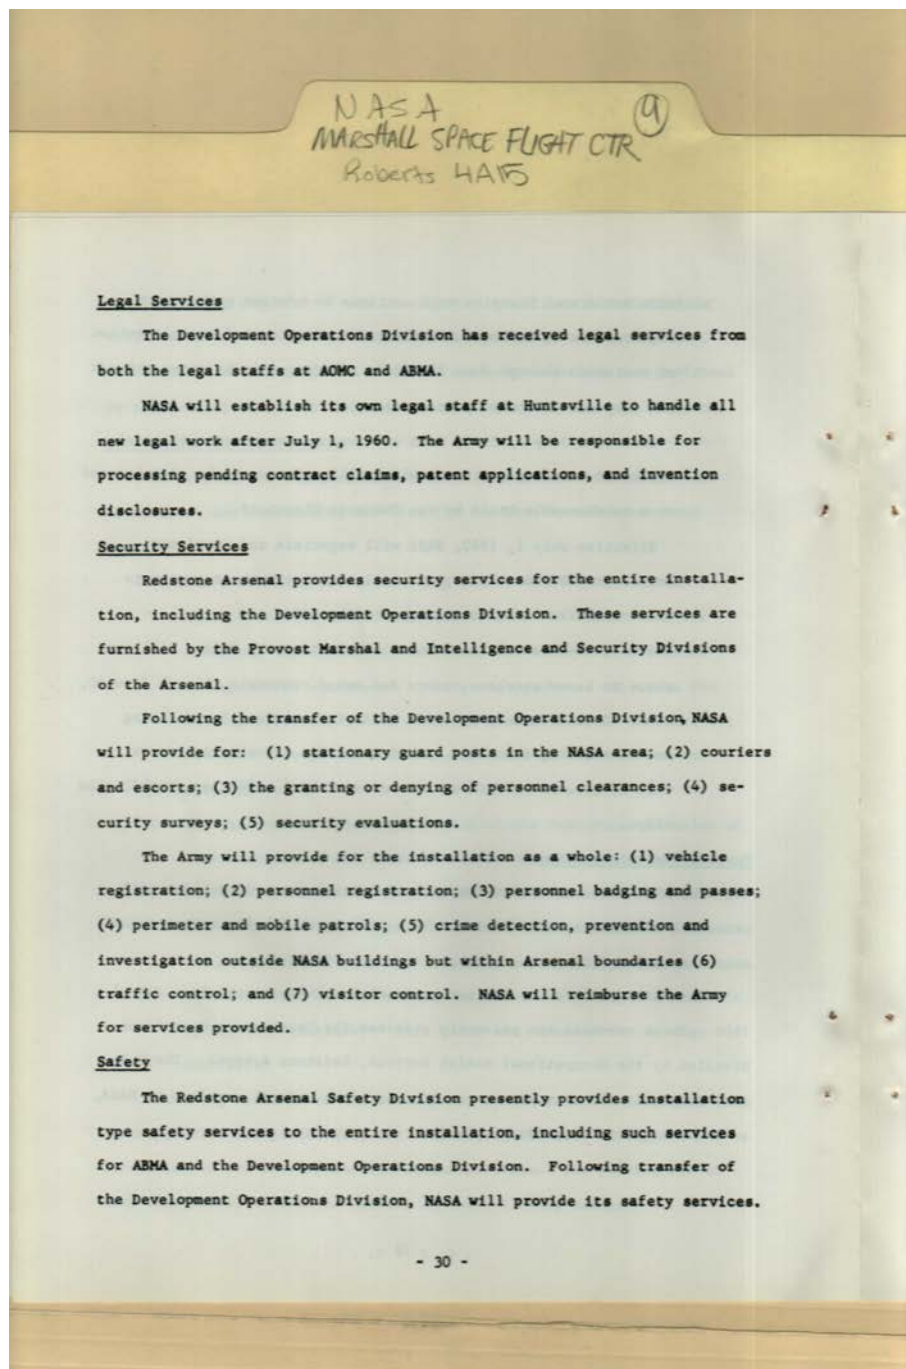 NASA
9
MARSHALL SPACE FLIGHT CTR
Roberts 4A15
Legal Services
The Development Operations Division has received legal services from
both the legal staffs at AOMC and ABMA.
NASA will establish its own legal staff at Huntsville to handle all
new legal work after July 1, 1960. The Army will be responsible for
processing pending contract claims, patent applications, and invention
disclosures.
Security Services
Redstone Arsenal provides security services for the entire installa-
tion, including the Development Operations Division. These services are
furnished by the Provost Marshal and Intelligence and Security Divisions
of the Arsenal.
Following the transfer of the Development Operations Division, NASA
will provide for: (1) stationary guard posts in the NASA area; (2) couriers
and escorts; (3) the granting or denying of personnel clearances; (4) se-
curity surveys; (5) security evaluations.
The Army will provide for the installation as a whole: (1) vehicle
registration; (2) personnel registration; (3) personnel badging and passes;
(4) perimeter and mobile patrols; (5) crime detection, prevention and
investigation outside NASA buildings but within Arsenal boundaries (6)
traffic control; and (7) visitor control. NASA will reimburse the Army
for services provided.
Safety
The Redstone Arsenal Safety Division presently provides installation
type safety services to the entire installation, including such services
for ABMA and the Development Operations Division. Following transfer of
the Development Operations Division, NASA will provide its safety services.
- 30 -